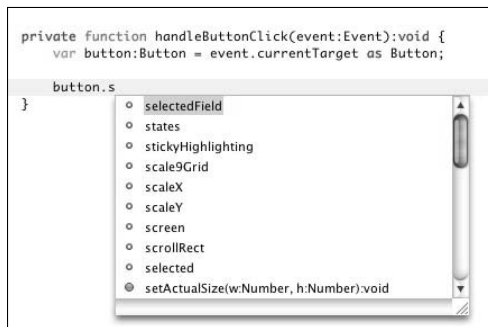 private function handleButtonClick(event:Event):void {
var button:Button = event.currentTarget as Button;
button.s
}
selectedField
states
stickyHighlighting
scale9Grid
scaleX
scaleY
screen
scrollRect
selected
setActualSize(w:Number, h:Number):void